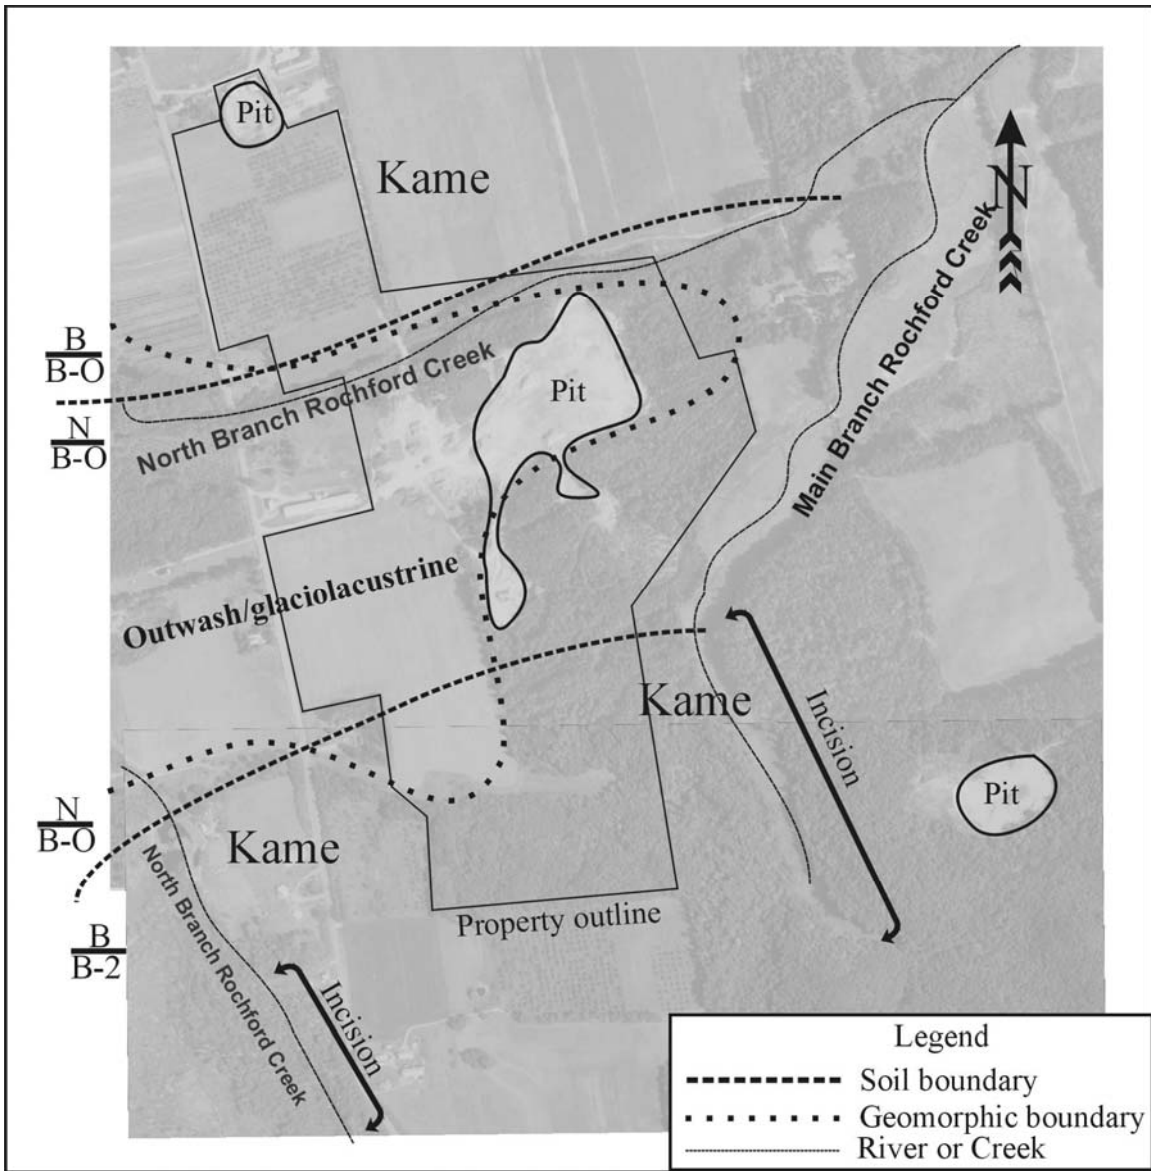 Pit
Kame
N
B
B-O
N
B-O
North Branch Rochford Creek
Pit
Main Branch Rochford Creek
Outwash/glaciolacustrine
Kame
Incision
Pit
N
B-O
Kame
North Branch Rochford Creek
Property outline
B
B-2
Incision
Legend
Soil boundary
Geomorphic boundary
River or Creek